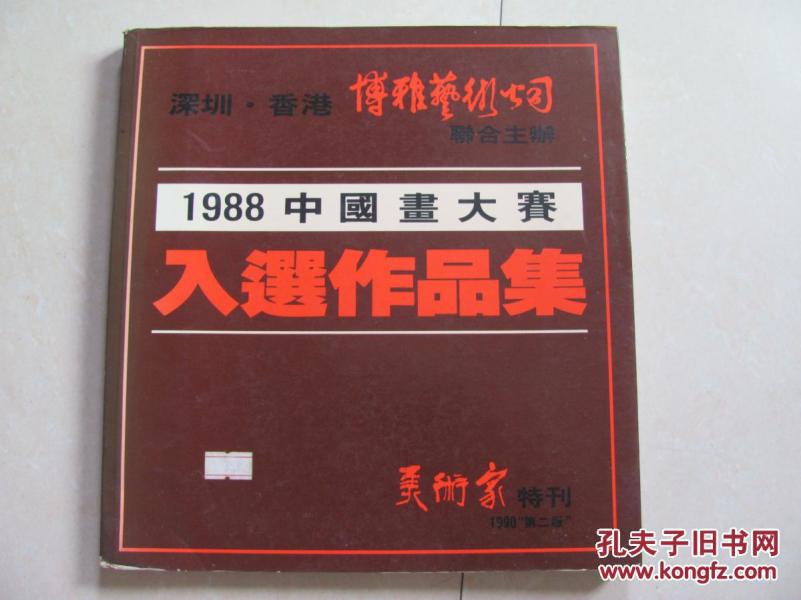 深圳·香港 博雅藝術公司
聯合主辦
1988 中國畫大賽
入選作品集
美術家 特刊
1990"第二版"
孔夫子旧书网
www.kongfz.com